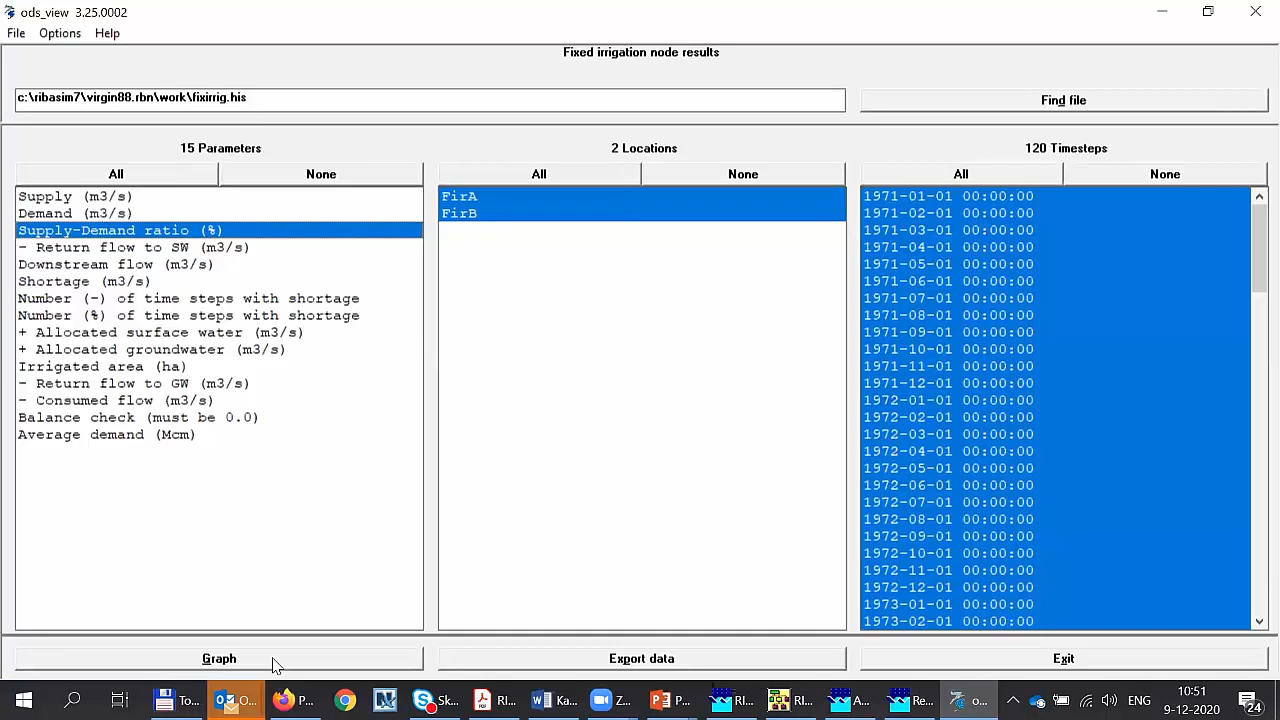 ods_view 3.25.0002
File Options Help
Fixed irrigation node results
c:\ribasim7\virgin88.rbn\work\fixirrig.his
Find file
15 Parameters
2 Locations
120 Timesteps
All
None
All
None
All
None
Supply (m3/s)
Demand (m3/s)
Supply-Demand ratio (%)
- Return flow to SW (m3/s)
Downstream flow (m3/s)
Shortage (m3/s)
Number (-) of time steps with shortage
Number (%) of time steps with shortage
+ Allocated surface water (m3/s)
+ Allocated groundwater (m3/s)
Irrigated area (ha)
- Return flow to GW (m3/s)
- Consumed flow (m3/s)
Balance check (must be 0.0)
Average demand (Mcm)
FirA
FirB
1971-01-01 00:00:00
1971-02-01 00:00:00
1971-03-01 00:00:00
1971-04-01 00:00:00
1971-05-01 00:00:00
1971-06-01 00:00:00
1971-07-01 00:00:00
1971-08-01 00:00:00
1971-09-01 00:00:00
1971-10-01 00:00:00
1971-11-01 00:00:00
1971-12-01 00:00:00
1972-01-01 00:00:00
1972-02-01 00:00:00
1972-03-01 00:00:00
1972-04-01 00:00:00
1972-05-01 00:00:00
1972-06-01 00:00:00
1972-07-01 00:00:00
1972-08-01 00:00:00
1972-09-01 00:00:00
1972-10-01 00:00:00
1972-11-01 00:00:00
1972-12-01 00:00:00
1973-01-01 00:00:00
1973-02-01 00:00:00
Graph
Export data
Exit
To...
O...
P...
Sk...
RI...
Ka...
Z...
P...
RI...
RI...
A...
Re...
o...
ENG
10:51
9-12-2020
24